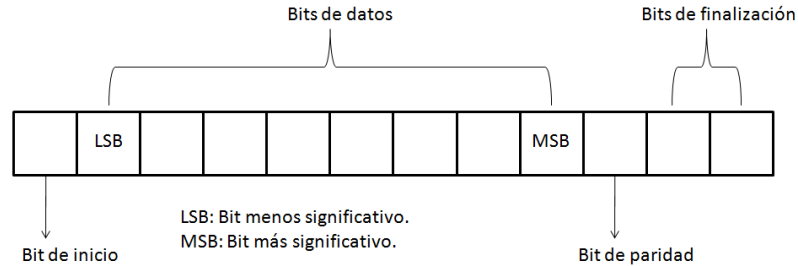 Bits de datos
Bits de finalización
LSB
MSB
LSB: Bit menos significativo.
MSB: Bit más significativo.
Bit de inicio
Bit de paridad